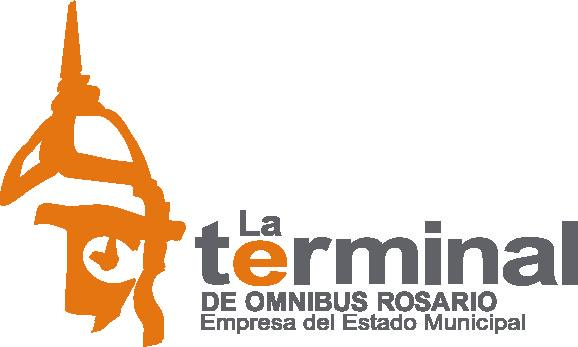 La
terminal
DE OMNIBUS ROSARIO
Empresa del Estado Municipal